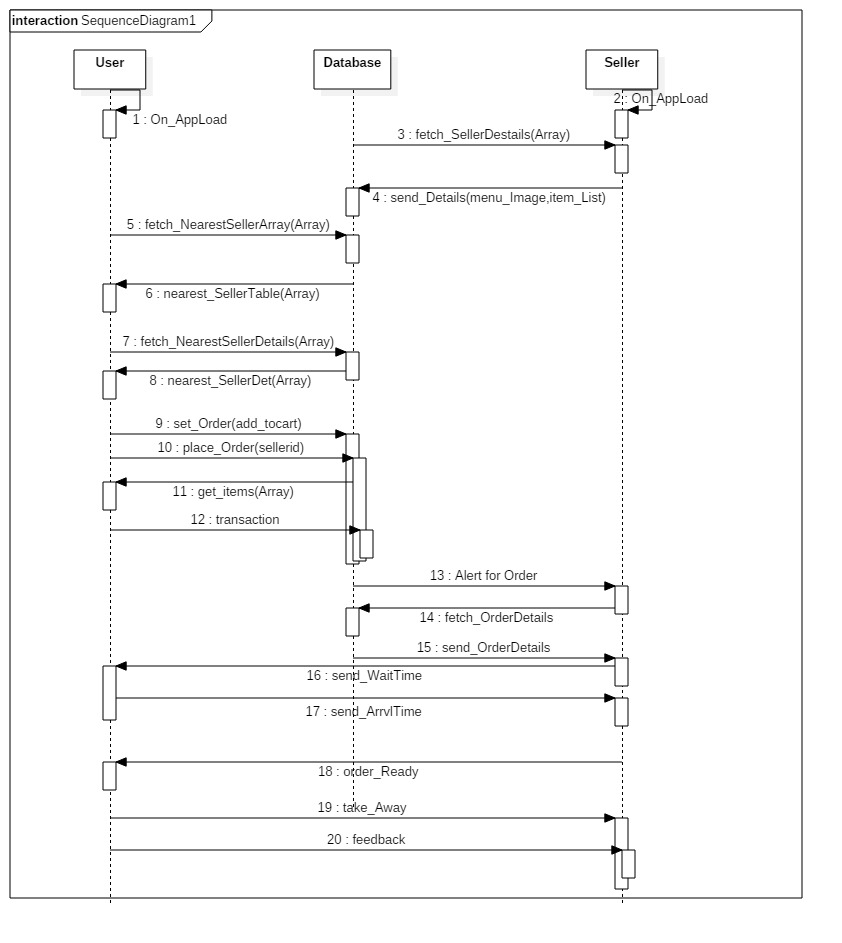 interaction SequenceDiagram1
User
Database
Seller
1 : On_AppLoad
2 : On_AppLoad
3 : fetch_SellerDestails(Array)
4 : send_Details(menu_Image,item_List)
5 : fetch_NearestSellerArray(Array)
6 : nearest_SellerTable(Array)
7 : fetch_NearestSellerDetails(Array)
8 : nearest_SellerDet(Array)
9 : set_Order(add_tocart)
10 : place_Order(sellerid)
11 : get_items(Array)
12 : transaction
13 : Alert for Order
14 : fetch_OrderDetails
15 : send_OrderDetails
16 : send_WaitTime
17 : send_ArrvlTime
18 : order_Ready
19 : take_Away
20 : feedback